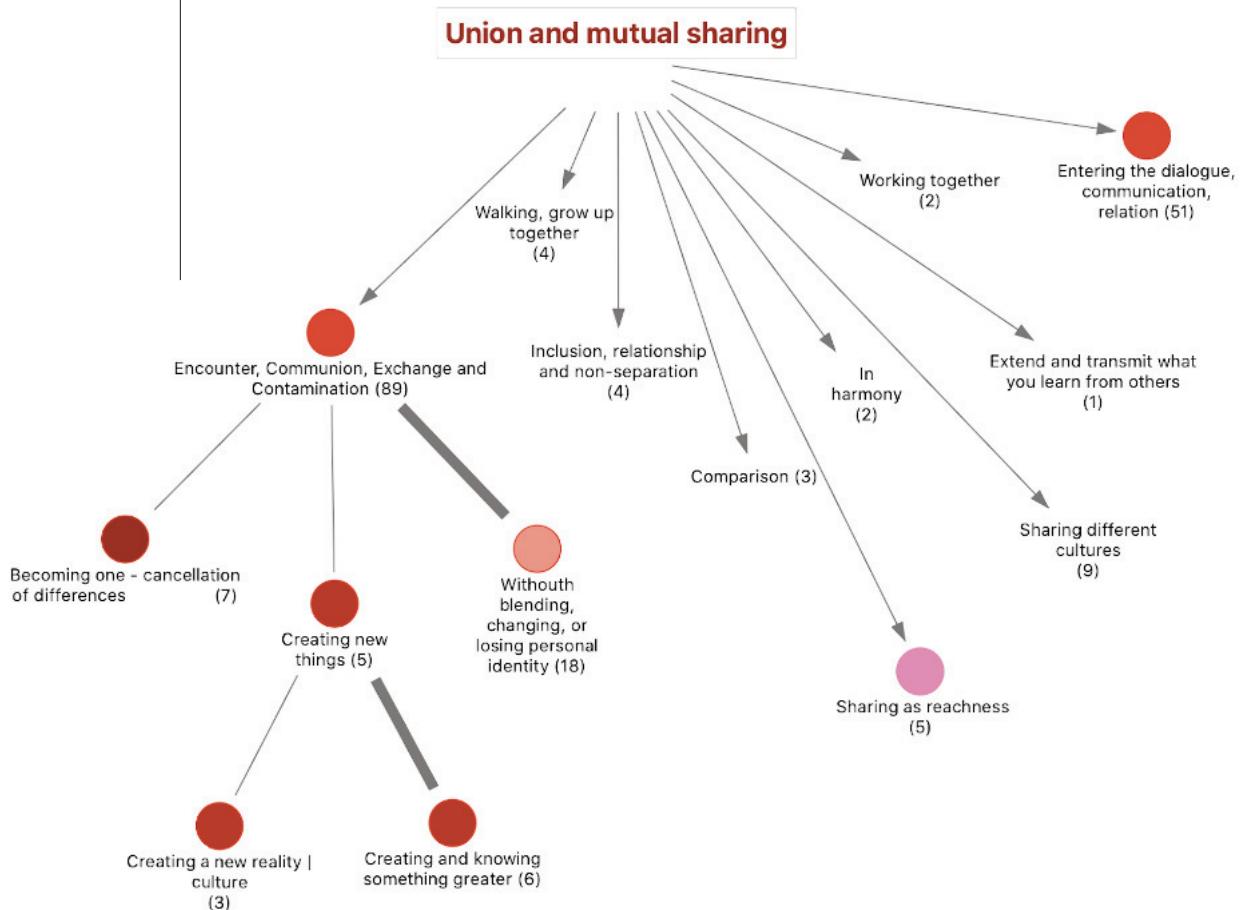 Union and mutual sharing
Entering the dialogue,
communication,
relation (51)
Working together
(2)
Walking, grow up
together
(4)
Encounter, Communion, Exchange and
Contamination (89)
Inclusion, relationship
and non-separation
(4)
In
harmony
(2)
Extend and transmit what
you learn from others
(1)
Comparison (3)
Sharing different
cultures
(9)
Becoming one - cancellation
of differences (7)
Creating new
things (5)
Withouth
blending,
changing, or
losing personal
identity (18)
Sharing as reachness
(5)
Creating a new reality |
culture
(3)
Creating and knowing
something greater (6)